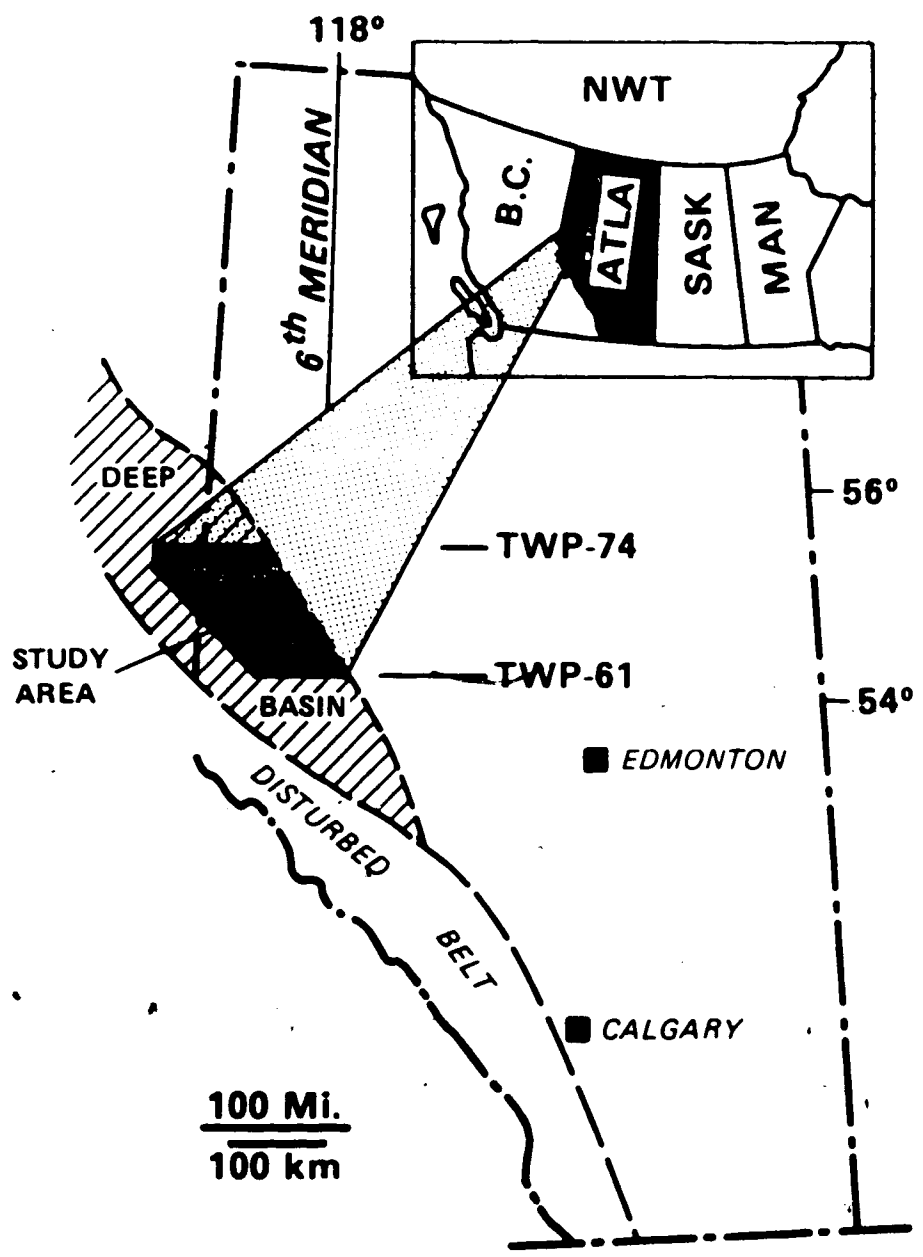 118°
6th MERIDIAN
NWT
B.C.
ATLA
SASK
MAN
DEEP
56°
TWP-74
STUDY
AREA
TWP-61
BASIN
54°
EDMONTON
DISTURBED
BELT
CALGARY
100 Mi.
100 km